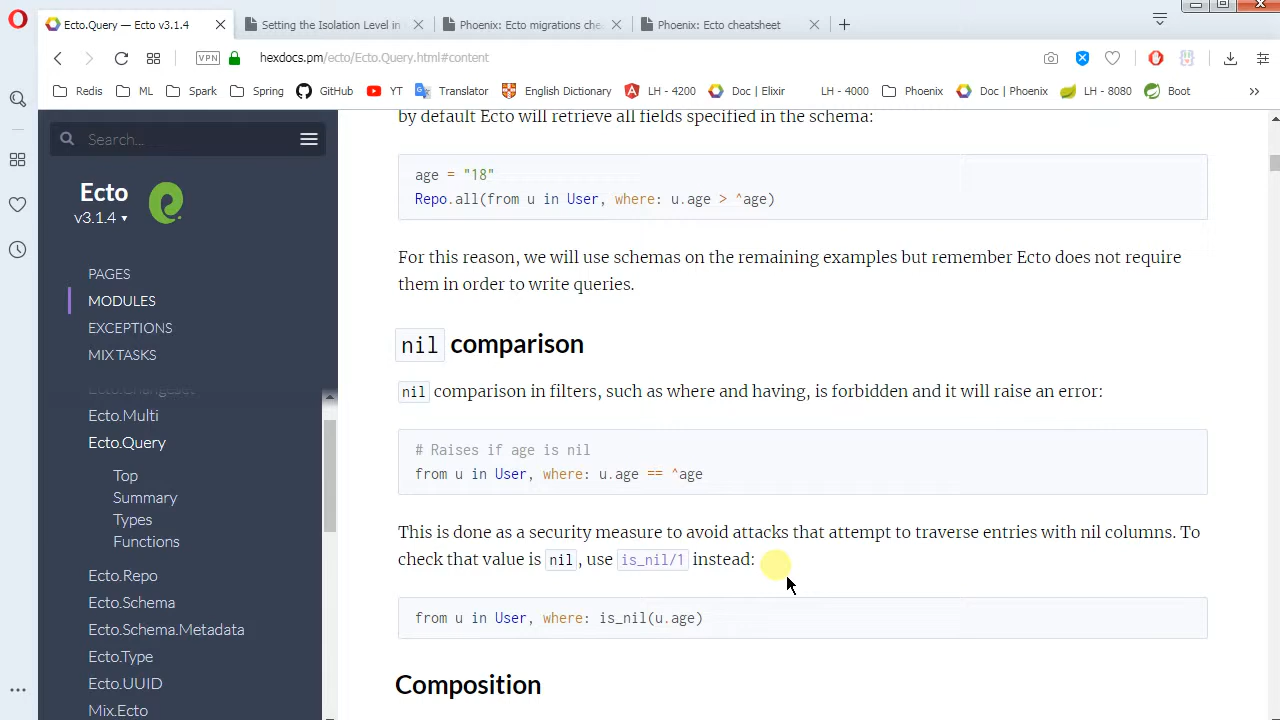 Ecto.Query — Ecto v3.1.4
Setting the Isolation Level in
Phoenix: Ecto migrations che
Phoenix: Ecto cheatsheet
VPN
hexdocs.pm/ecto/Ecto.Query.html#content
Redis
ML
Spark
Spring
GitHub
YT
Translator
English Dictionary
LH - 4200
Doc | Elixir
LH - 4000
Phoenix
Doc | Phoenix
LH - 8080
Boot
Search...
Ecto
v3.1.4
PAGES
MODULES
EXCEPTIONS
MIX TASKS
Ecto.Changeset
Ecto.Multi
Ecto.Query
Top
Summary
Types
Functions
Ecto.Repo
Ecto.Schema
Ecto.Schema.Metadata
Ecto.Type
Ecto.UUID
Mix.Ecto
by default Ecto will retrieve all fields specified in the schema:
age = "18"
Repo.all(from u in User, where: u.age > ^age)
For this reason, we will use schemas on the remaining examples but remember Ecto does not require
them in order to write queries.
nil comparison
nil comparison in filters, such as where and having, is forbidden and it will raise an error:
# Raises if age is nil
from u in User, where: u.age == ^age
This is done as a security measure to avoid attacks that attempt to traverse entries with nil columns. To
check that value is nil, use is_nil/1 instead:
from u in User, where: is_nil(u.age)
Composition